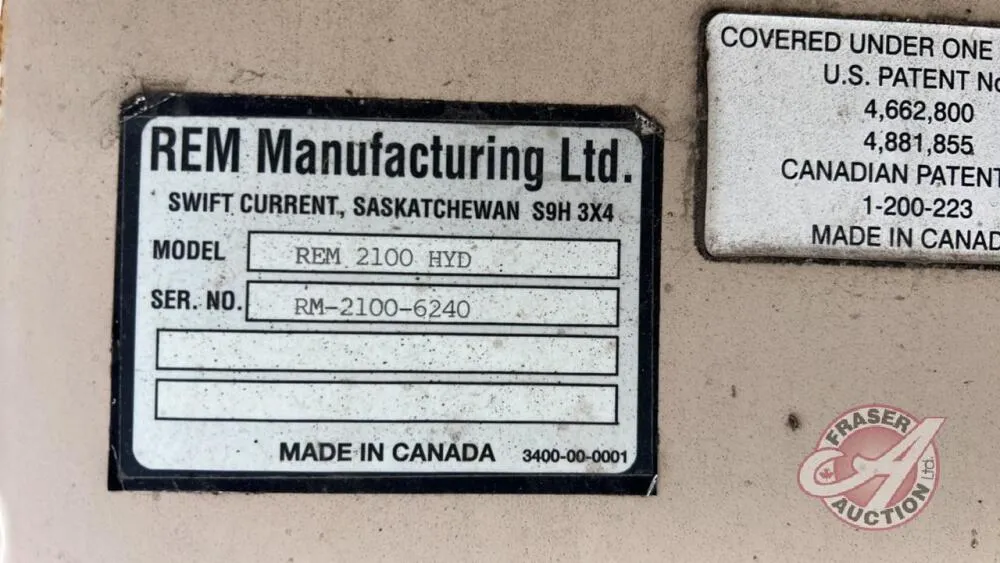 REM Manufacturing Ltd.
SWIFT CURRENT, SASKATCHEWAN S9H 3X4
MODEL REM 2100 HYD
SER. NO. RM-2100-6240
MADE IN CANADA 3400-00-0001
COVERED UNDER ONE
U.S. PATENT
4,662,800
4,881,855
CANADIAN PATENT
1-200-223
MADE IN CANAD
FRASER
AUCTION Ltd.